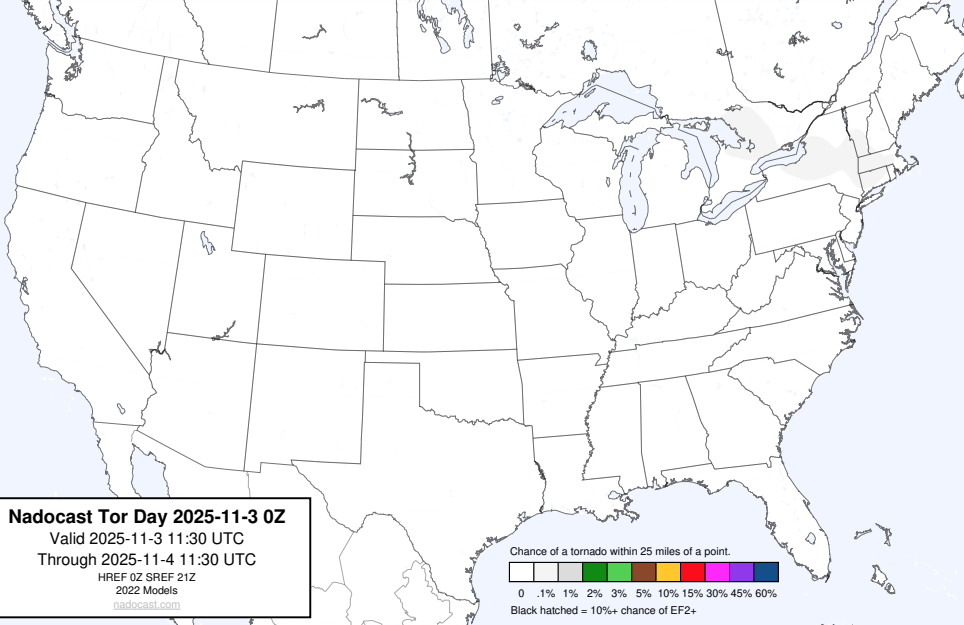 Nadocast Tor Day 2025-11-3 0Z
Valid 2025-11-3 11:30 UTC
Through 2025-11-4 11:30 UTC
HREF 0Z SREF 21Z
2022 Models
nadocast.com
Chance of a tornado within 25 miles of a point.
0 .1% 1% 2% 3% 5% 10% 15% 30% 45% 60%
Black hatched = 10%+ chance of EF2+